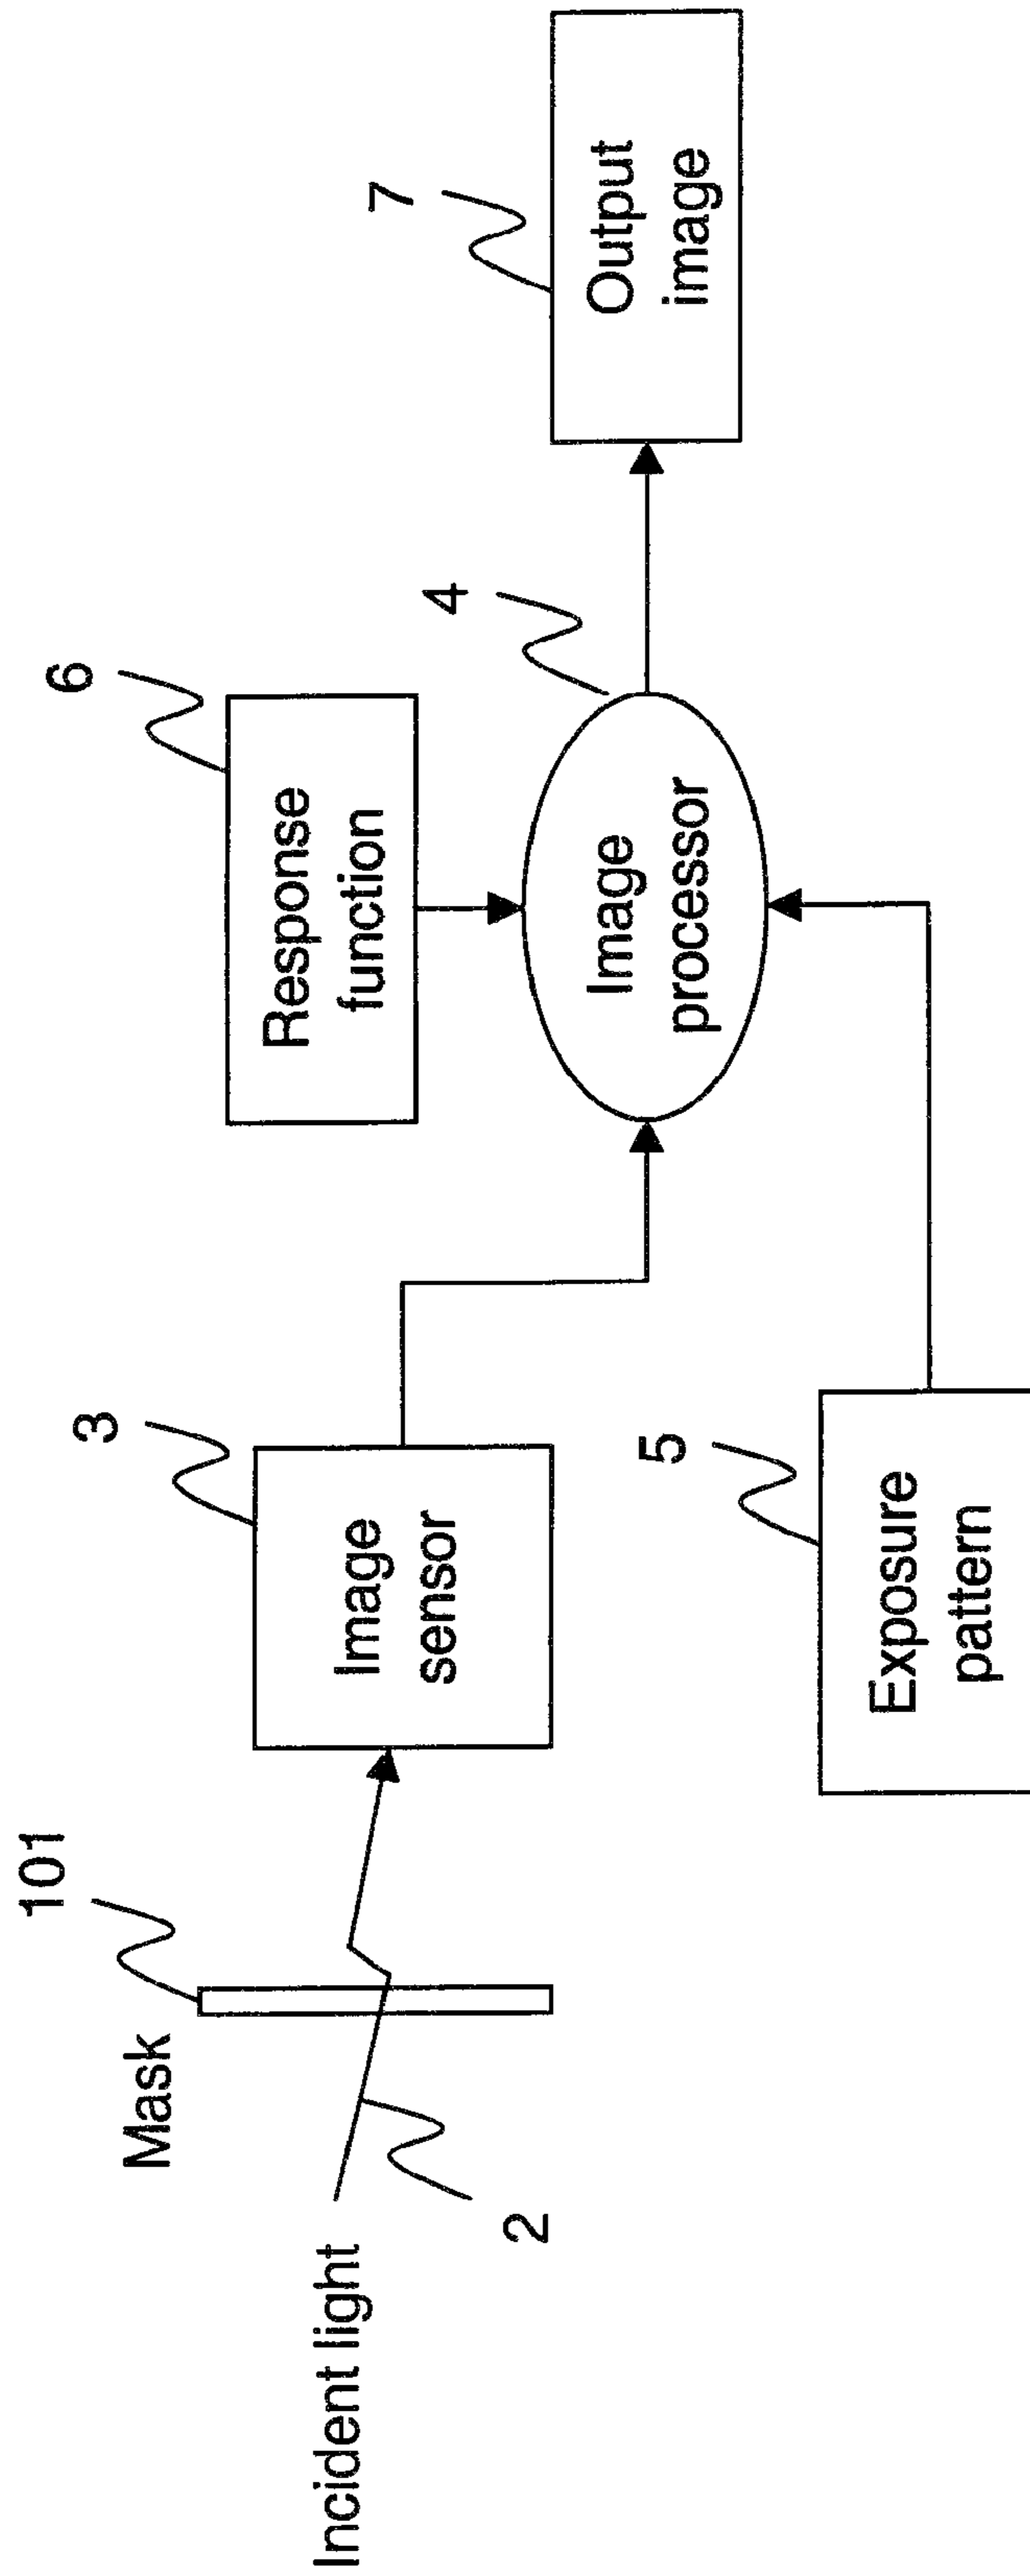 Incident light
2
Mask
101
Image
sensor
3
Exposure
pattern
5
Response
function
6
Image
processor
4
Output
image
7